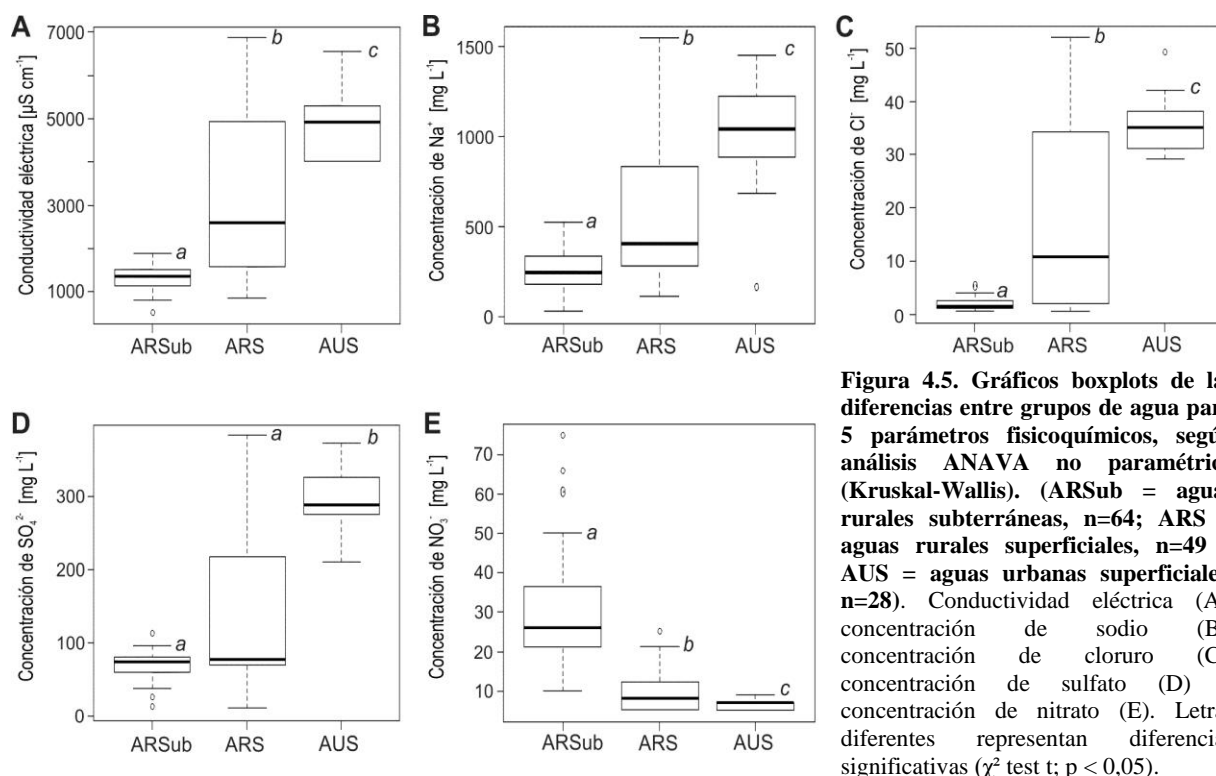 A
Conductividad eléctrica [µS cm⁻¹]
7000
5000
3000
1000
a
b
c
ARSub ARS AUS
B
Concentración de Na⁺ [mg L⁻¹]
1500
1000
500
0
a
b
c
ARSub ARS AUS
C
Concentración de Cl⁻ [mg L⁻¹]
50
40
30
20
10
0
a
b
c
ARSub ARS AUS
D
Concentración de SO₄²⁻ [mg L⁻¹]
300
200
100
0
a
a
b
ARSub ARS AUS
E
Concentración de NO₃⁻ [mg L⁻¹]
70
60
50
40
30
20
10
a
b
c
ARSub ARS AUS
Figura 4.5. Gráficos boxplots de la
diferencias entre grupos de agua par
5 parámetros fisicoquímicos, segú
análisis ANAVA no paramétric
(Kruskal-Wallis). (ARSub = agua
rurales subterráneas, n=64; ARS
aguas rurales superficiales, n=49
AUS = aguas urbanas superficiale
n=28). Conductividad eléctrica (A
concentración de sodio (B
concentración de cloruro (C
concentración de sulfato (D)
concentración de nitrato (E). Letra
diferentes representan diferencia
significativas (χ² test t; p < 0,05).